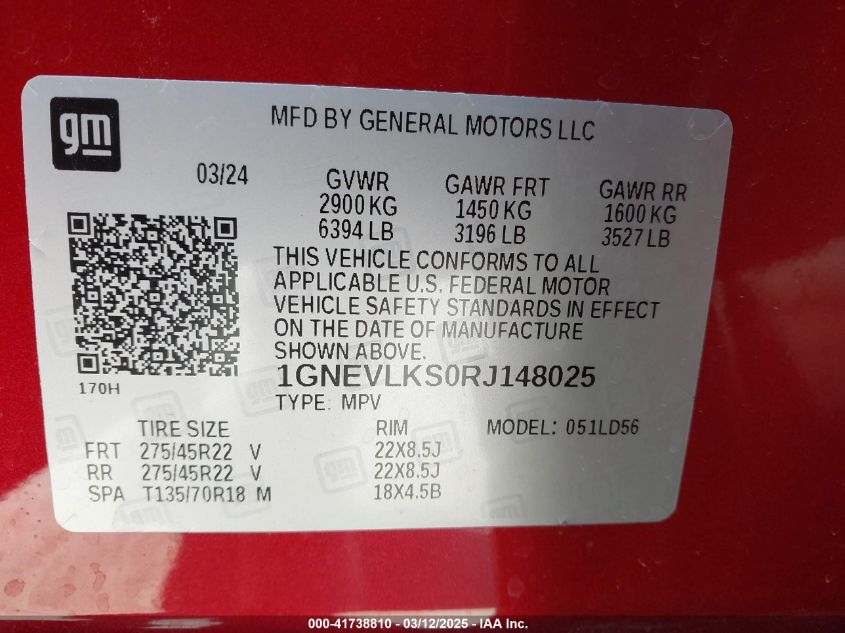 gm
MFD BY GENERAL MOTORS LLC
03/24
GVWR
2900 KG
6394 LB
GAWR FRT
1450 KG
3196 LB
GAWR RR
1600 KG
3527 LB
THIS VEHICLE CONFORMS TO ALL
APPLICABLE U.S. FEDERAL MOTOR
VEHICLE SAFETY STANDARDS IN EFFECT
ON THE DATE OF MANUFACTURE
SHOWN ABOVE.
170H
1GNEVLKS0RJ148025
TYPE: MPV
TIRE SIZE RIM MODEL: 051LD56
FRT 275/45R22 V 22X8.5J
RR 275/45R22 V 22X8.5J
SPA T135/70R18 M 18X4.5B
000-41738810 - 03/12/2025 - IAA Inc.